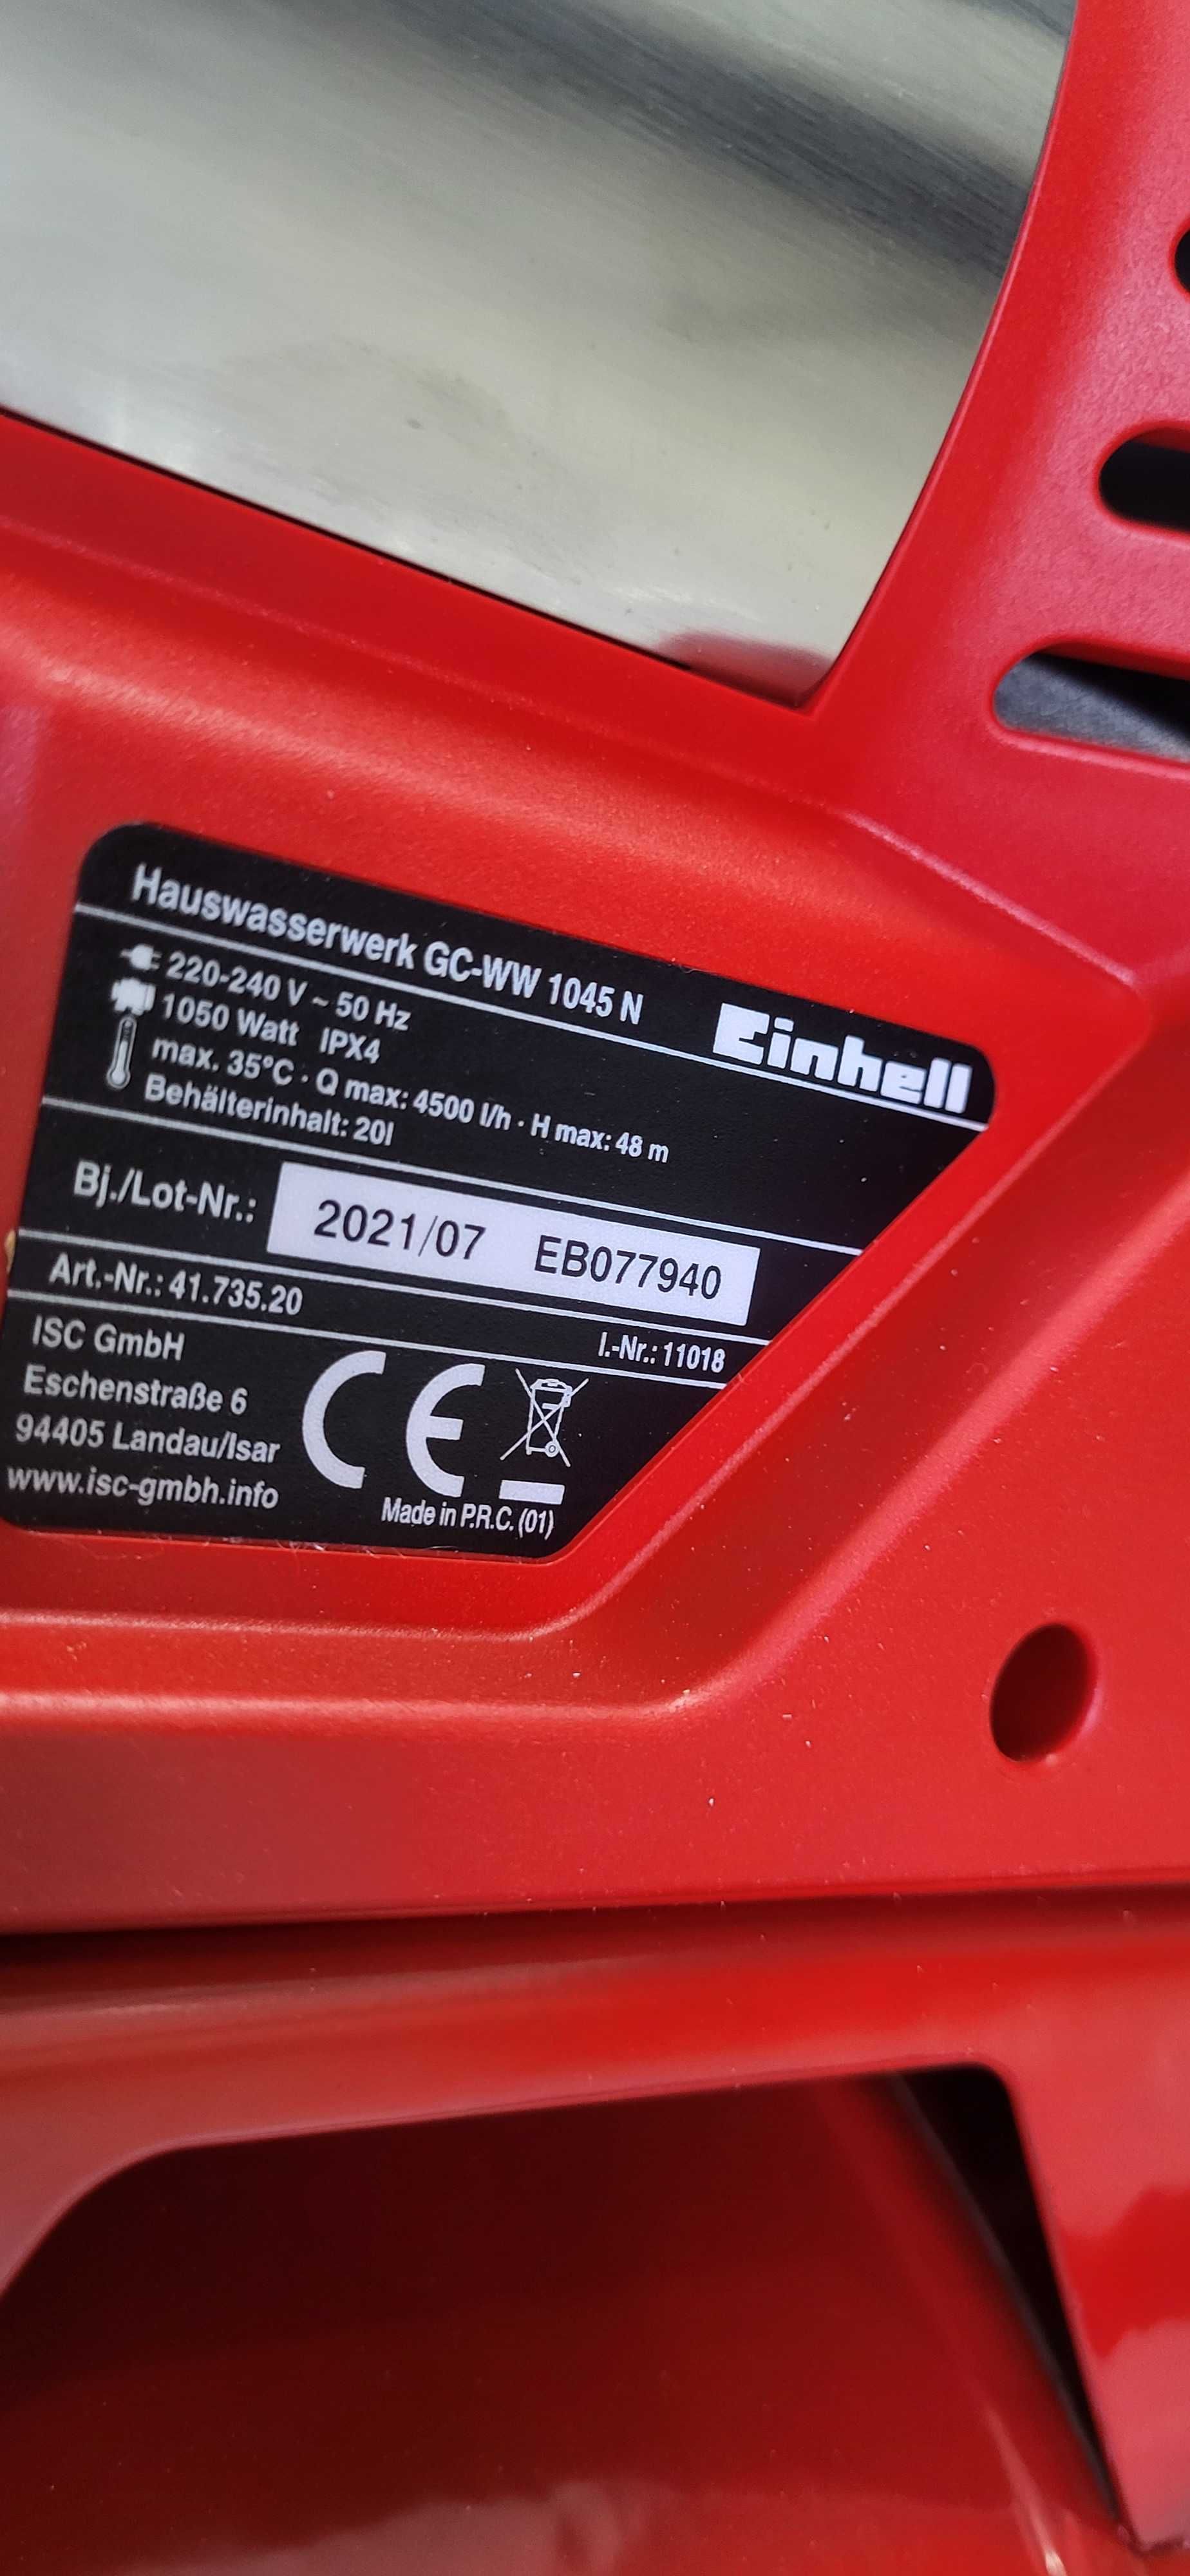 Hauswasserwerk GC-WW 1045 N
Einhell
220-240 V ~ 50 Hz
1050 Watt IPX4
max. 35°C · Q max: 4500 l/h · H max: 48 m
Behälterinhalt: 20l
Bj./Lot-Nr.: 2021/07 EB077940
Art.-Nr.: 41.735.20 I.-Nr.: 11018
ISC GmbH
Eschenstraße 6
94405 Landau/Isar
www.isc-gmbh.info
CE
Made in P.R.C. (01)